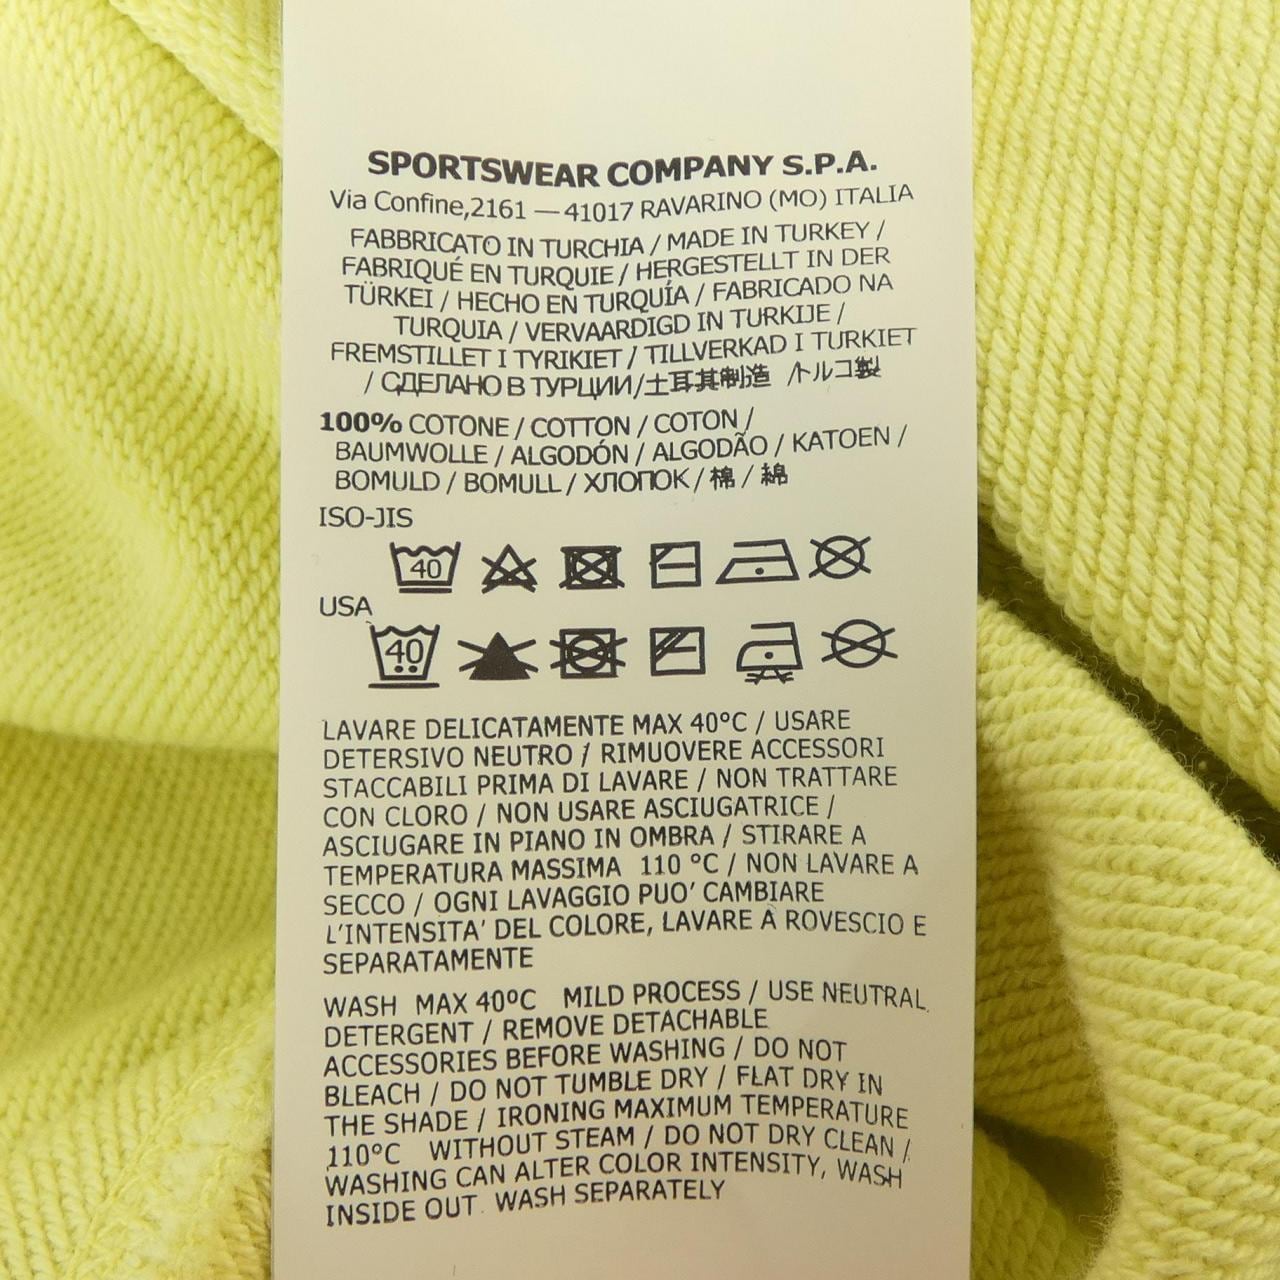 SPORTSWEAR COMPANY S.P.A.
Via Confine,2161 — 41017 RAVARINO (MO) ITALIA
FABBRICATO IN TURCHIA / MADE IN TURKEY /
FABRIQUÉ EN TURQUIE / HERGESTELLT IN DER
TÜRKEI / HECHO EN TURQUÍA / FABRICADO NA
TURQUIA / VERVAARDIGD IN TURKIJE /
FREMSTILLET I TYRIKIET / TILLVERKAD I TURKIET
/ СДЕЛАНО В ТУРЦИИ/土耳其制造 /トルコ製
100% COTONE / COTTON / COTON /
BAUMWOLLE / ALGODÓN / ALGODÃO / KATOEN /
BOMULD / BOMULL / ХЛОПОК / 棉 / 綿
ISO-JIS
40
USA
40
LAVARE DELICATAMENTE MAX 40°C / USARE
DETERSIVO NEUTRO / RIMUOVERE ACCESSORI
STACCABILI PRIMA DI LAVARE / NON TRATTARE
CON CLORO / NON USARE ASCIUGATRICE /
ASCIUGARE IN PIANO IN OMBRA / STIRARE A
TEMPERATURA MASSIMA 110 °C / NON LAVARE A
SECCO / OGNI LAVAGGIO PUO' CAMBIARE
L'INTENSITA' DEL COLORE, LAVARE A ROVESCIO E
SEPARATAMENTE
WASH MAX 40°C MILD PROCESS / USE NEUTRAL
DETERGENT / REMOVE DETACHABLE
ACCESSORIES BEFORE WASHING / DO NOT
BLEACH / DO NOT TUMBLE DRY / FLAT DRY IN
THE SHADE / IRONING MAXIMUM TEMPERATURE
110°C WITHOUT STEAM / DO NOT DRY CLEAN /
WASHING CAN ALTER COLOR INTENSITY, WASH
INSIDE OUT. WASH SEPARATELY